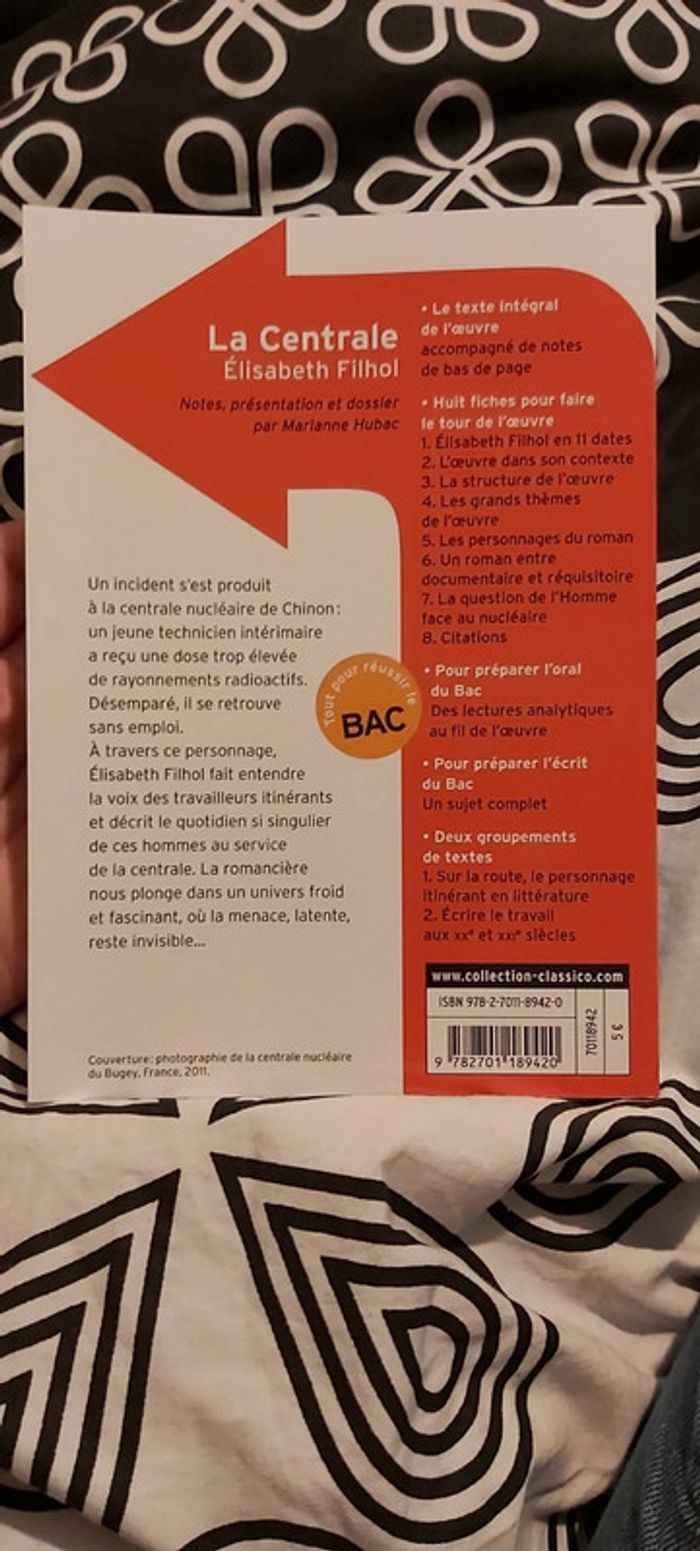 La Centrale
Élisabeth Filhol
Notes, présentation et dossier
par Marianne Hubac
Un incident s'est produit
à la centrale nucléaire de Chinon :
un jeune technicien intérimaire
a reçu une dose trop élevée
de rayonnements radioactifs.
Désemparé, il se retrouve
sans emploi.
À travers ce personnage,
Élisabeth Filhol fait entendre
la voix des travailleurs itinérants
et décrit le quotidien si singulier
de ces hommes au service
de la centrale. La romancière
nous plonge dans un univers froid
et fascinant, où la menace, latente,
reste invisible...
Couverture : photographie de la centrale nucléaire
du Bugey, France, 2011.
Tout pour réussir le
BAC
• Le texte intégral
de l'œuvre
accompagné de notes
de bas de page
• Huit fiches pour faire
le tour de l'œuvre
1. Élisabeth Filhol en 11 dates
2. L'œuvre dans son contexte
3. La structure de l'œuvre
4. Les grands thèmes
de l'œuvre
5. Les personnages du roman
6. Un roman entre
documentaire et réquisitoire
7. La question de l'Homme
face au nucléaire
8. Citations
• Pour préparer l'oral
du Bac
Des lectures analytiques
au fil de l'œuvre
• Pour préparer l'écrit
du Bac
Un sujet complet
• Deux groupements
de textes
1. Sur la route, le personnage
itinérant en littérature
2. Écrire le travail
aux XXe et XXIe siècles
www.collection-classico.com
ISBN 978-2-7011-8942-0
9 782701 189420
70118942
5 €